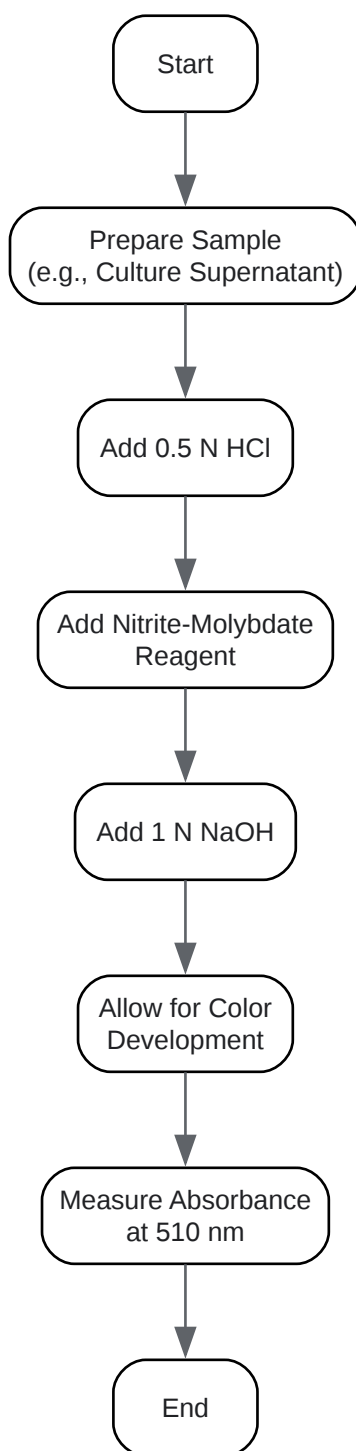 Start
Prepare Sample
(e.g., Culture Supernatant)
Add 0.5 N HCl
Add Nitrite-Molybdate
Reagent
Add 1 N NaOH
Allow for Color
Development
Measure Absorbance
at 510 nm
End